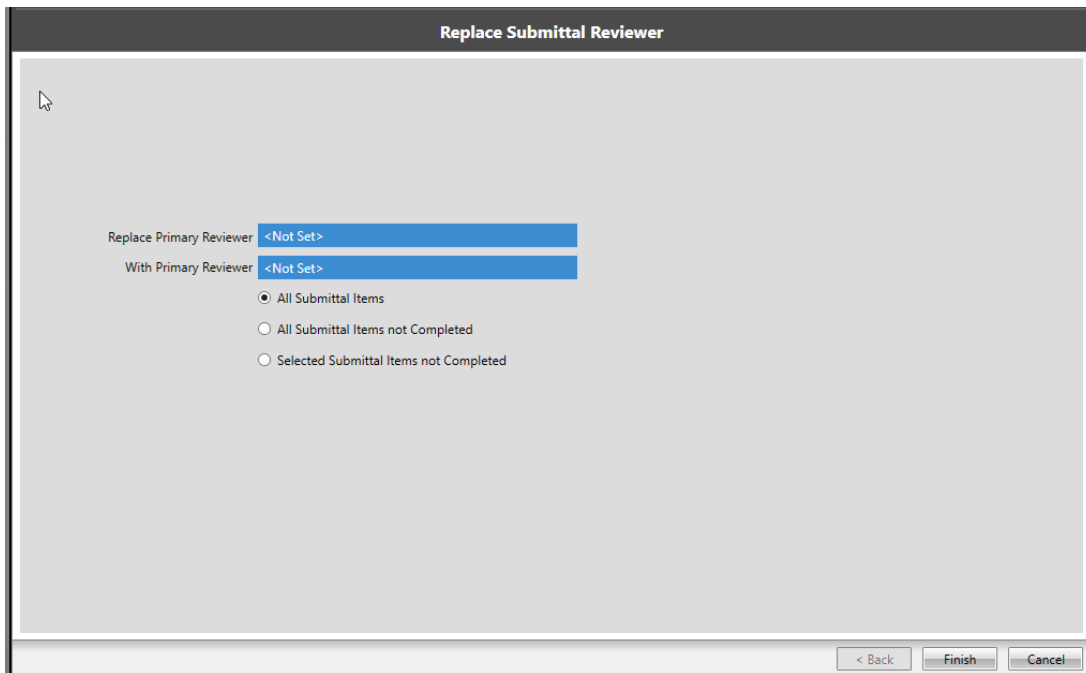 Replace Submittal Reviewer
Replace Primary Reviewer <Not Set>
With Primary Reviewer <Not Set>
All Submittal Items
All Submittal Items not Completed
Selected Submittal Items not Completed
< Back Finish Cancel